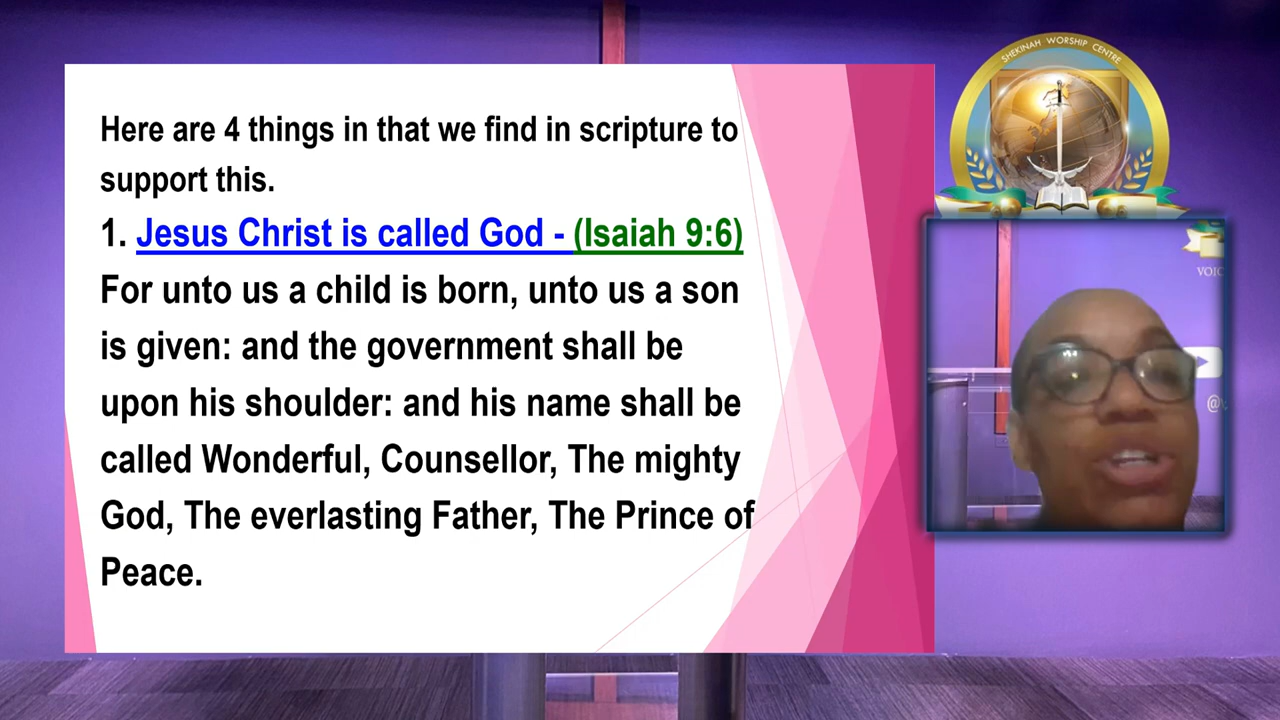 Here are 4 things in that we find in scripture to
support this.
1. Jesus Christ is called God - (Isaiah 9:6)
For unto us a child is born, unto us a son
is given: and the government shall be
upon his shoulder: and his name shall be
called Wonderful, Counsellor, The mighty
God, The everlasting Father, The Prince of
Peace.
SHEKINAH WORSHIP CENTRE